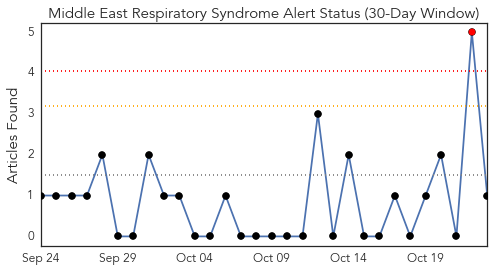 Middle East Respiratory Syndrome Alert Status (30-Day Window)
Articles Found
5
4
3
2
1
0
Sep 24 Sep 29 Oct 04 Oct 09 Oct 14 Oct 19